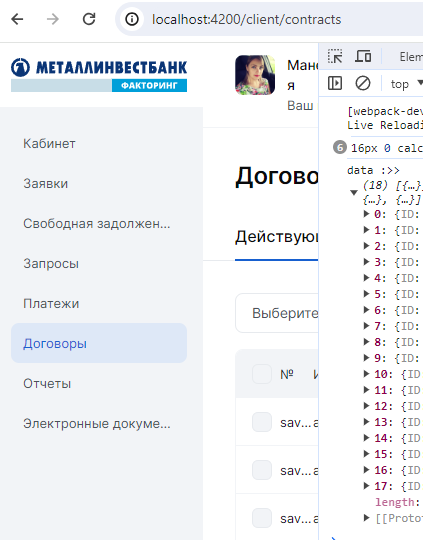 localhost:4200/client/contracts
МЕТАЛЛИНВЕСТБАНК
ФАКТОРИНГ
я
Ваш
Elem
top
[webpack-dev
Live Reloadi
6 16px 0 calc
Кабинет
Заявки
Свободная задолжен...
Запросы
Платежи
Договоры
Отчеты
Электронные докуме...
Догово
Действующ
Выберите
№
sav...
sav...
sav...
data :>>
(18) [{…}
{…}, {…}]
0: {ID:
1: {ID:
2: {ID:
3: {ID:
4: {ID:
5: {ID:
6: {ID:
7: {ID:
8: {ID:
9: {ID:
10: {ID
11: {ID
12: {ID
13: {ID
14: {ID
15: {ID
16: {ID
17: {ID
length:
[[Proto